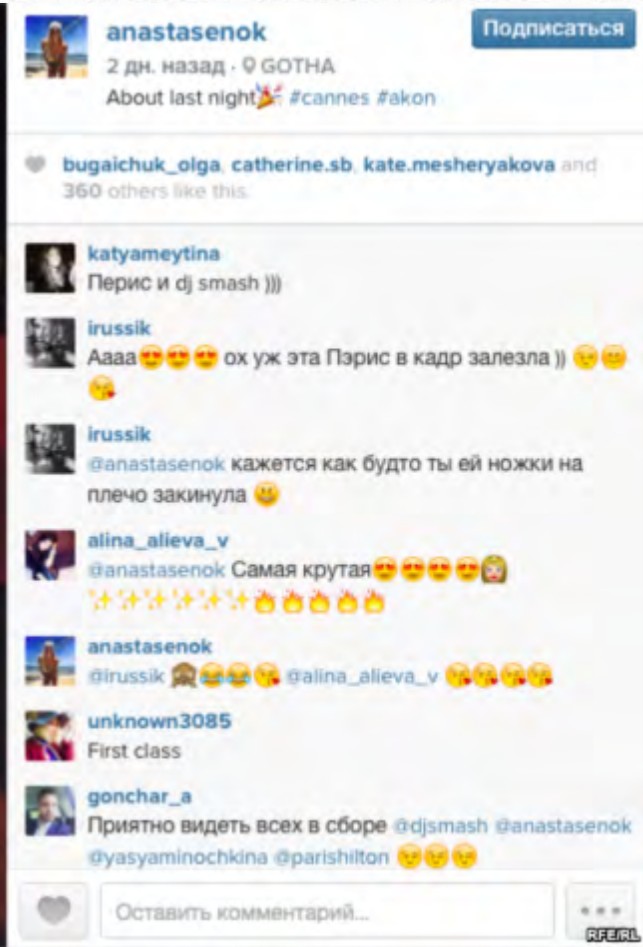 anastasenok
Подписаться
2 дн. назад · GOTHA
About last night🎉 #cannes #akon
bugaichuk_olga, catherine.sb, kate.mesheryakova and
360 others like this.
katyameytina
Перис и dj smash )))
irussik
Аааа😍😍😍 ох уж эта Пэрис в кадр залезла )) 😉😊
😘
irussik
@anastasenok кажется как будто ты ей ножки на
плечо закинула 😀
alina_alieva_v
@anastasenok Самая крутая😍😍😍😍👸
✨✨✨✨✨✨🔥🔥🔥🔥🔥
anastasenok
@irussik 🙈😂😂😘 @alina_alieva_v 😘😘😘😘
unknown3085
First class
gonchar_a
Приятно видеть всех в сборе @djsmash @anastasenok
@yasyaminochkina @parishilton 😉😉😉
Оставить комментарий...
RFE/RL